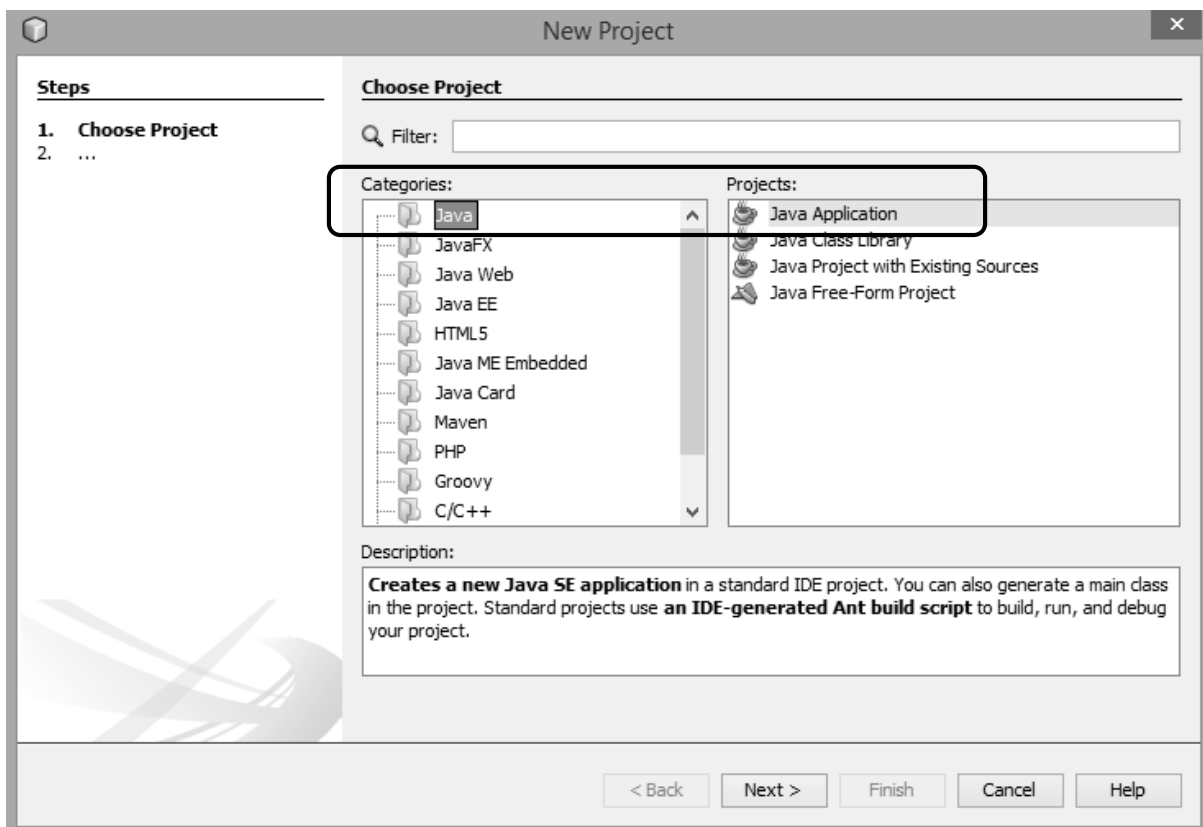 New Project
Steps
1. Choose Project
2. ...
Choose Project
Filter:
Categories:
Java
JavaFX
Java Web
Java EE
HTML5
Java ME Embedded
Java Card
Maven
PHP
Groovy
C/C++
Projects:
Java Application
Java Class Library
Java Project with Existing Sources
Java Free-Form Project
Description:
Creates a new Java SE application in a standard IDE project. You can also generate a main class
in the project. Standard projects use an IDE-generated Ant build script to build, run, and debug
your project.
< Back
Next >
Finish
Cancel
Help